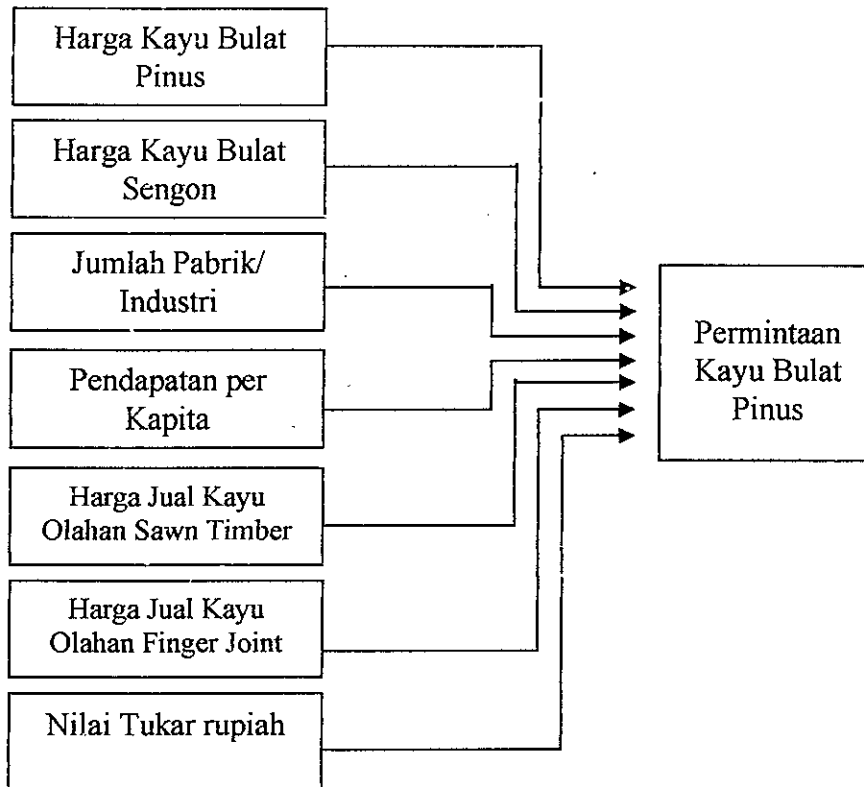 Harga Kayu Bulat
Pinus
Harga Kayu Bulat
Sengon
Jumlah Pabrik/
Industri
Pendapatan per
Kapita
Harga Jual Kayu
Olahan Sawn Timber
Harga Jual Kayu
Olahan Finger Joint
Nilai Tukar rupiah
Permintaan
Kayu Bulat
Pinus